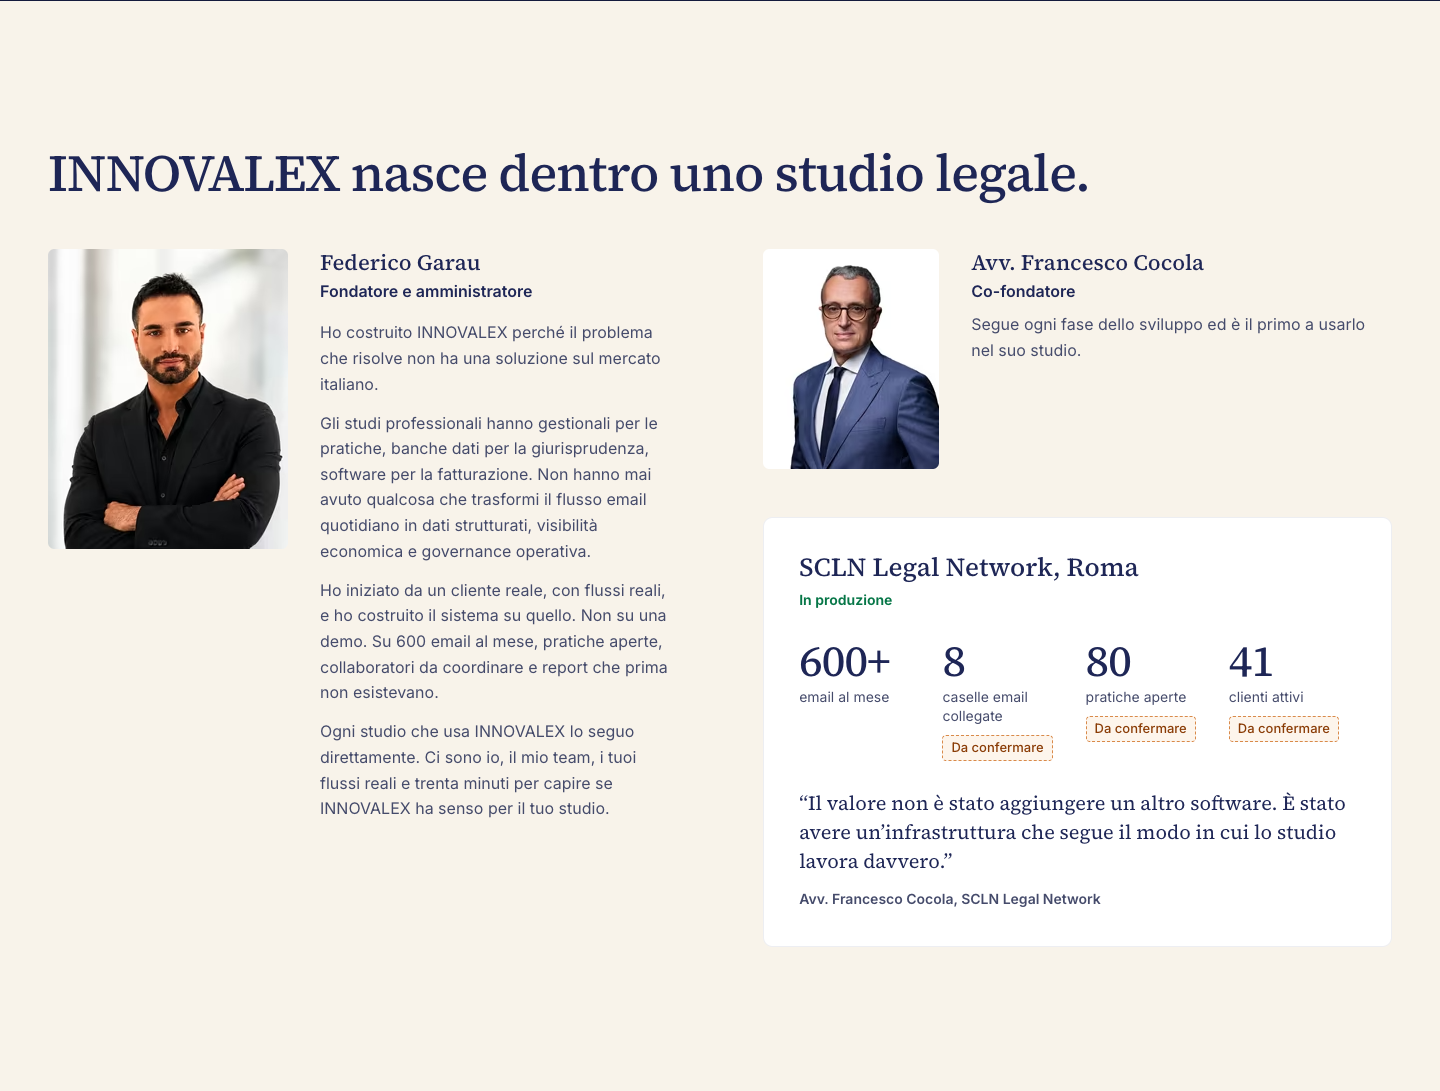 INNOVALEX nasce dentro uno studio legale.
Federico Garau
Fondatore e amministratore
Ho costruito INNOVALEX perché il problema
che risolve non ha una soluzione sul mercato
italiano.
Gli studi professionali hanno gestionali per le
pratiche, banche dati per la giurisprudenza,
software per la fatturazione. Non hanno mai
avuto qualcosa che trasformi il flusso email
quotidiano in dati strutturati, visibilità
economica e governance operativa.
Ho iniziato da un cliente reale, con flussi reali,
e ho costruito il sistema su quello. Non su una
demo. Su 600 email al mese, pratiche aperte,
collaboratori da coordinare e report che prima
non esistevano.
Ogni studio che usa INNOVALEX lo seguo
direttamente. Ci sono io, il mio team, i tuoi
flussi reali e trenta minuti per capire se
INNOVALEX ha senso per il tuo studio.
Avv. Francesco Cocola
Co-fondatore
Segue ogni fase dello sviluppo ed è il primo a usarlo
nel suo studio.
SCLN Legal Network, Roma
In produzione
600+
email al mese
8
caselle email
collegate
Da confermare
80
pratiche aperte
Da confermare
41
clienti attivi
Da confermare
“Il valore non è stato aggiungere un altro software. È stato
avere un’infrastruttura che segue il modo in cui lo studio
lavora davvero.”
Avv. Francesco Cocola, SCLN Legal Network